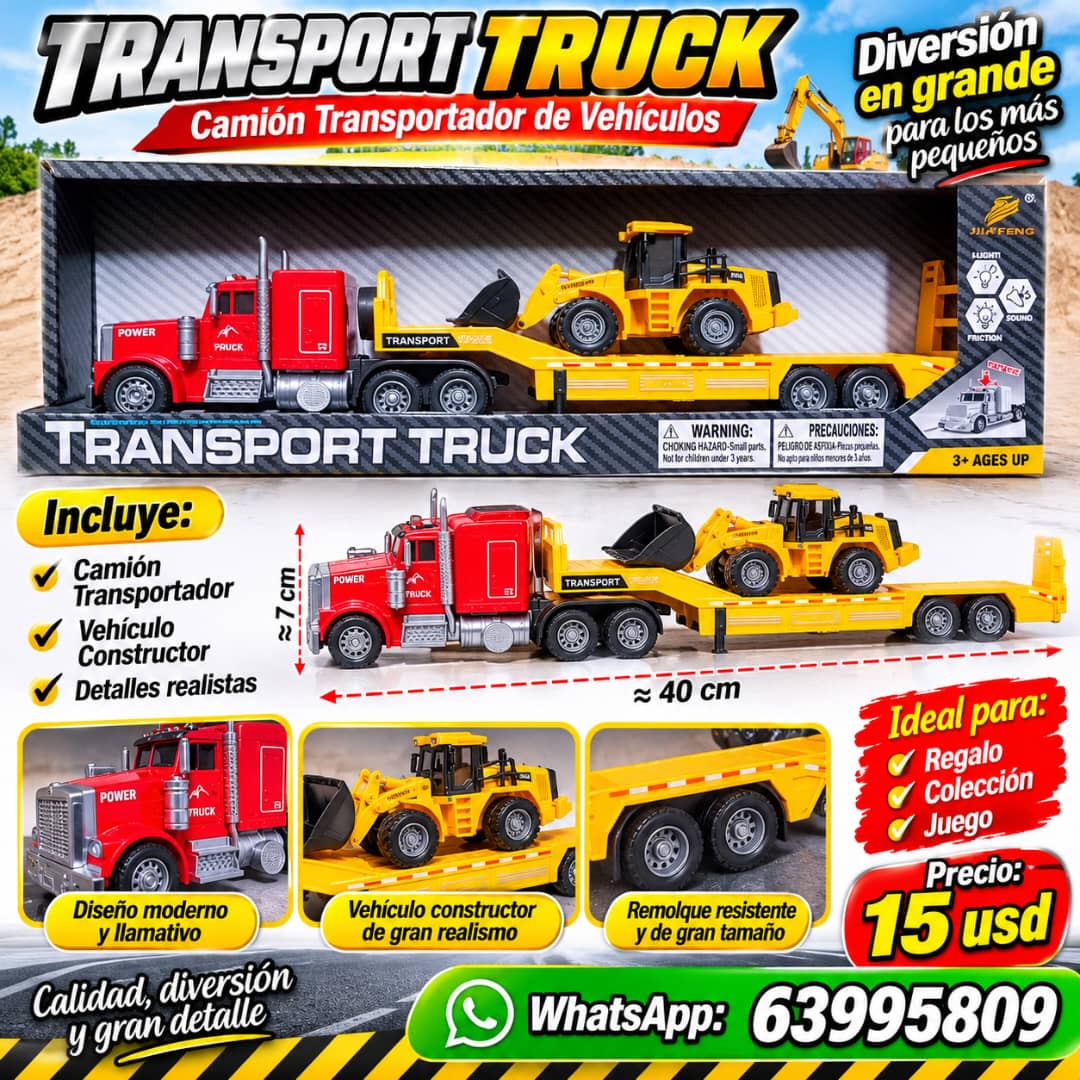 TRANSPORT TRUCK
Camión Transportador de Vehículos
Diversión
en grande
para los más
pequeños
JIA FENG
LIGHT
SOUND
FRICTION
POWER
TRUCK
TRANSPORT
TRANSPORT TRUCK
WARNING:
CHOKING HAZARD-Small parts.
Not for children under 3 years.
PRECAUCIONES:
PELIGRO DE ASFIXIA-Piezas pequeñas.
No apto para niños menores de 3 años.
3+ AGES UP
Incluye:
Camión
Transportador
Vehículo
Constructor
Detalles realistas
≈ 7 cm
POWER
TRUCK
TRANSPORT
≈ 40 cm
Ideal para:
Regalo
Colección
Juego
POWER
TRUCK
Diseño moderno
y llamativo
Vehículo constructor
de gran realismo
Remolque resistente
y de gran tamaño
Precio:
15 usd
Calidad, diversión
y gran detalle
WhatsApp: 63995809